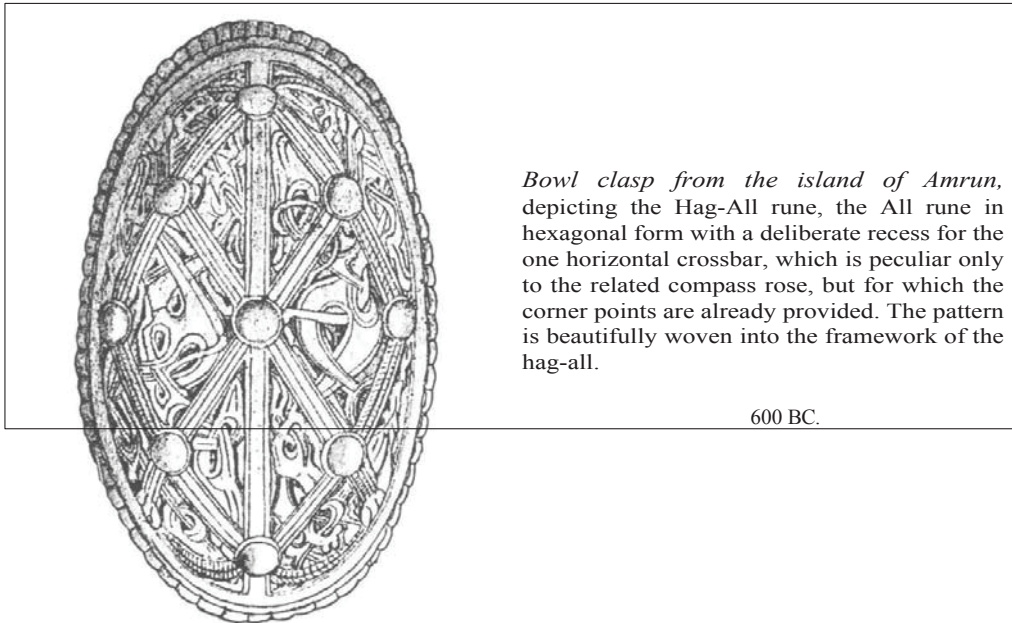 Bowl clasp from the island of Amrun,
depicting the Hag-All rune, the All rune in
hexagonal form with a deliberate recess for the
one horizontal crossbar, which is peculiar only
to the related compass rose, but for which the
corner points are already provided. The pattern
is beautifully woven into the framework of the
hag-all.
600 BC.